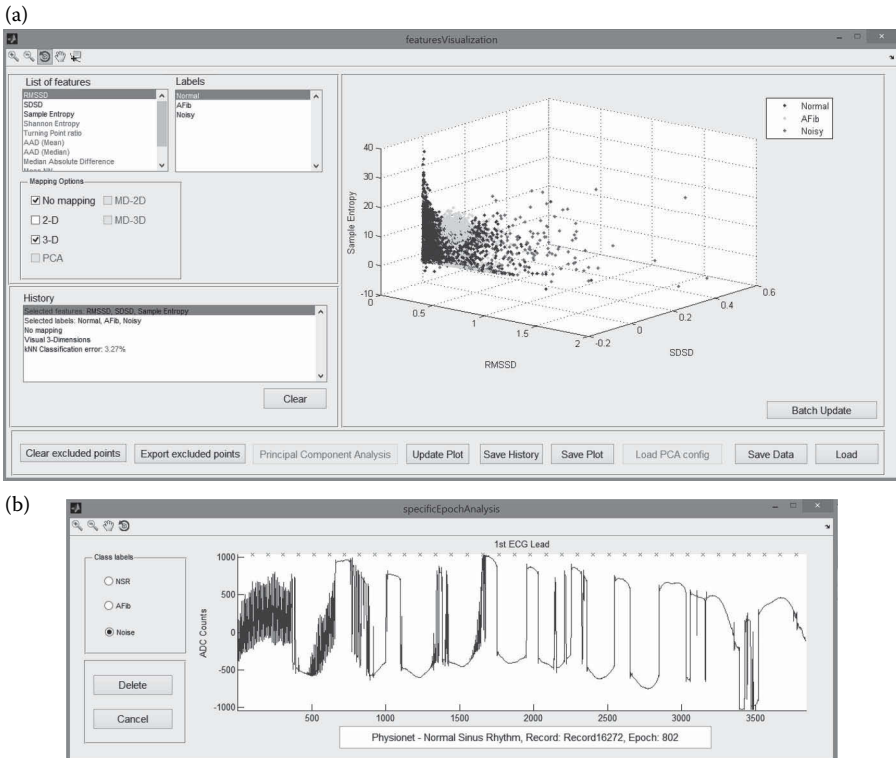 (a)
featuresVisualization
List of features
RMSSD
SDSD
Sample Entropy
Shannon Entropy
Turning Point ratio
AAD (Mean)
AAD (Median)
Median Absolute Difference
Labels
Normal
AFib
Noisy
Mapping Options
No mapping
MD-2D
2-D
MD-3D
3-D
PCA
History
Selected features: RMSSD, SDSD, Sample Entropy
Selected labels: Normal, AFib, Noisy
No mapping
Visual 3-Dimensions
kNN Classification error: 3.27%
Clear
Normal
AFib
Noisy
Sample Entropy
40
30
20
10
0
-10
0
0.5
1
1.5
2
RMSSD
-0.2
0
0.2
0.4
0.6
SDSD
Batch Update
Clear excluded points
Export excluded points
Principal Component Analysis
Update Plot
Save History
Save Plot
Load PCA config
Save Data
Load
(b)
specificEpochAnalysis
Class labels
NSR
AFib
Noise
Delete
Cancel
1st ECG Lead
ADC Counts
1000
500
0
-500
-1000
500
1000
1500
2000
2500
3000
3500
Physionet - Normal Sinus Rhythm, Record: Record16272, Epoch: 802